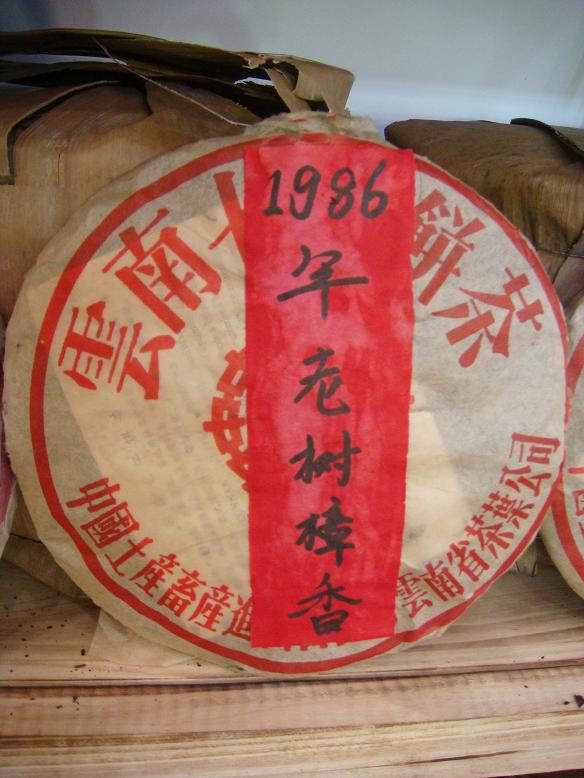 1986
年
老
树
樟
香
雲南
餅茶
中國土產畜產進
雲南省茶葉公司